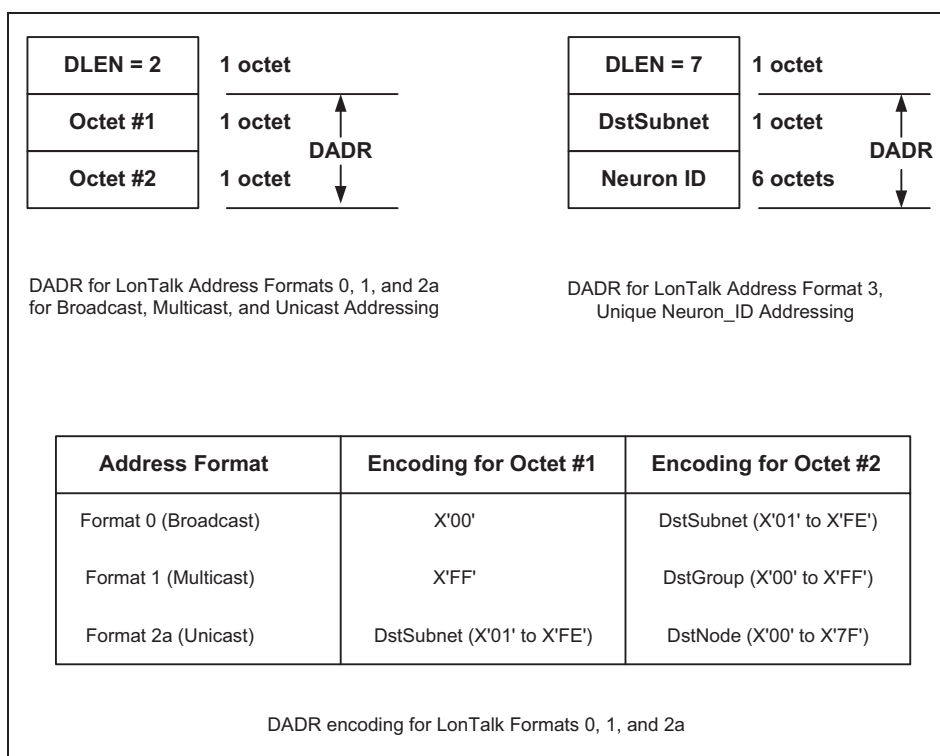 DLEN = 2 1 octet
Octet #1 1 octet
DADR
Octet #2 1 octet
DADR for LonTalk Address Formats 0, 1, and 2a
for Broadcast, Multicast, and Unicast Addressing
DLEN = 7 1 octet
DstSubnet 1 octet
DADR
Neuron ID 6 octets
DADR for LonTalk Address Format 3,
Unique Neuron_ID Addressing
Address Format Encoding for Octet #1 Encoding for Octet #2
Format 0 (Broadcast) X'00' DstSubnet (X'01' to X'FE')
Format 1 (Multicast) X'FF' DstGroup (X'00' to X'FF')
Format 2a (Unicast) DstSubnet (X'01' to X'FE') DstNode (X'00' to X'7F')
DADR encoding for LonTalk Formats 0, 1, and 2a